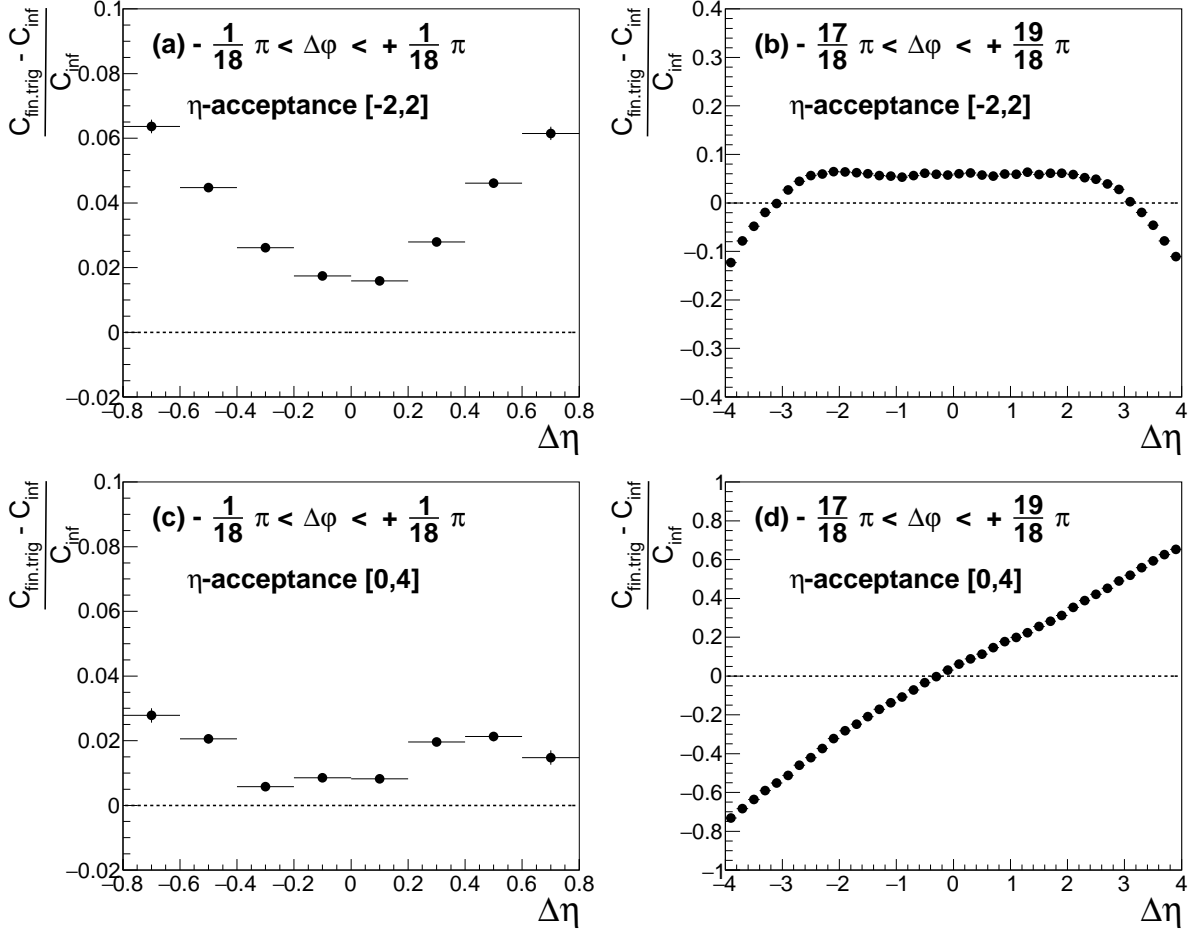 (a) - 1/18 π < Δφ < + 1/18 π
η-acceptance [-2,2]
C_fin.trig - C_inf
C_inf
0.1
0.08
0.06
0.04
0.02
0
−0.02
−0.8 −0.6 −0.4 −0.2 0 0.2 0.4 0.6 0.8
Δη
(b) - 17/18 π < Δφ < + 19/18 π
η-acceptance [-2,2]
C_fin.trig - C_inf
C_inf
0.4
0.3
0.2
0.1
0
−0.1
−0.2
−0.3
−0.4
−4 −3 −2 −1 0 1 2 3 4
Δη
(c) - 1/18 π < Δφ < + 1/18 π
η-acceptance [0,4]
C_fin.trig - C_inf
C_inf
0.1
0.08
0.06
0.04
0.02
0
−0.02
−0.8 −0.6 −0.4 −0.2 0 0.2 0.4 0.6 0.8
Δη
(d) - 17/18 π < Δφ < + 19/18 π
η-acceptance [0,4]
C_fin.trig - C_inf
C_inf
1
0.8
0.6
0.4
0.2
0
−0.2
−0.4
−0.6
−0.8
−1
−4 −3 −2 −1 0 1 2 3 4
Δη